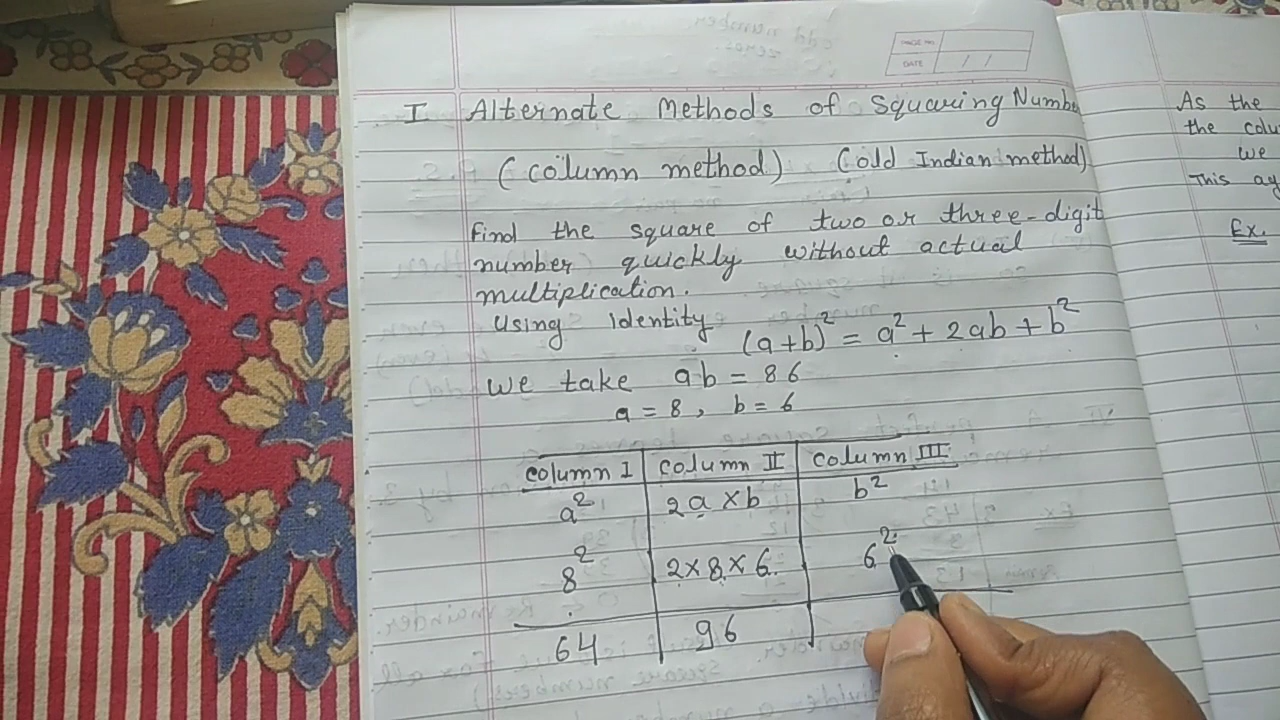 PAGE NO.
DATE / /
I Alternate Methods of Squaring Numbe
(Column method) (old Indian method)
Find the square of two or three-digit
number quickly without actual
multiplication.
Using Identity (a+b)² = a² + 2ab + b²
We take ab = 86
a = 8, b = 6
Column I Column II Column III
a² 2a × b b²
8² 2×8×6 6²
64 96
As the
the colu
we
This ay
Ex.